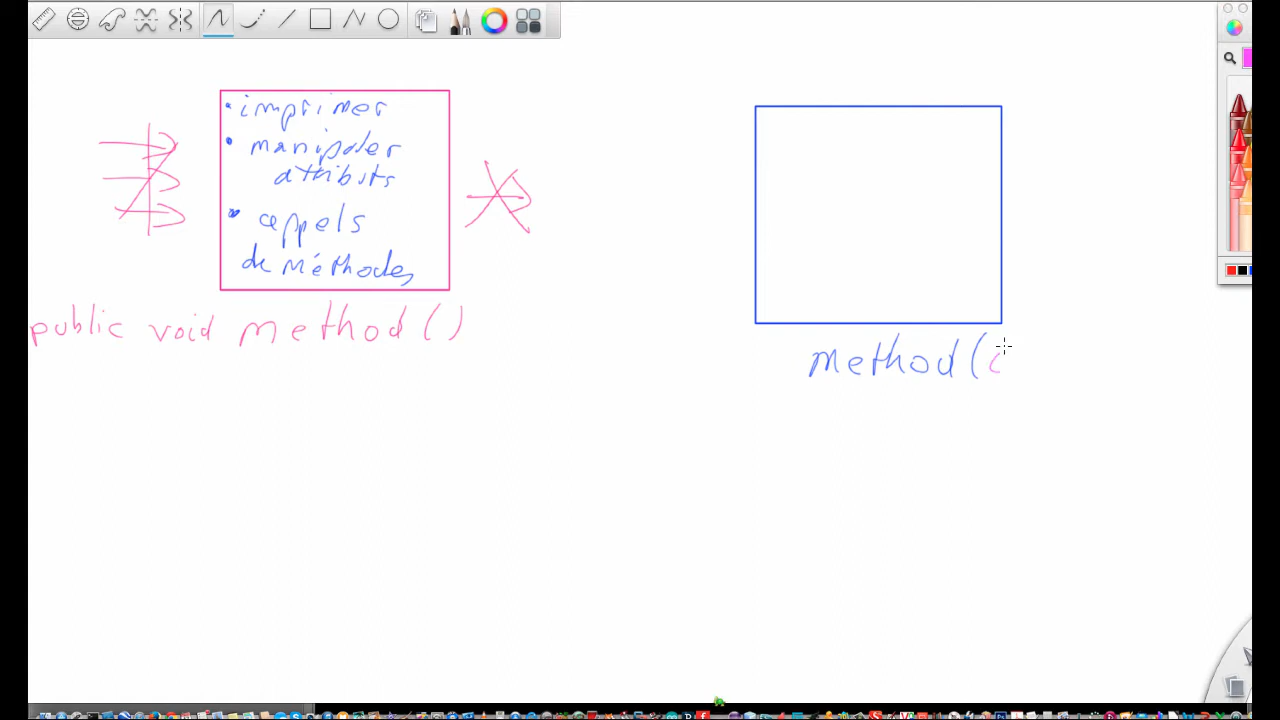 • imprimer
• manipuler
attributs
• appels
de méthodes
public void method ()
method (